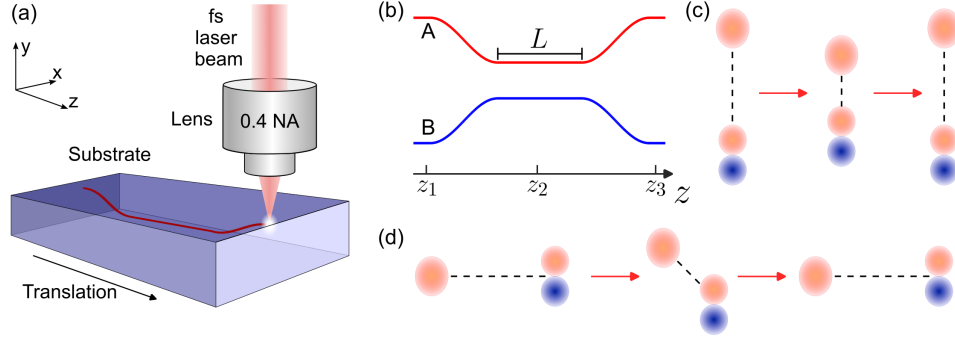 (a)
y
x
z
fs
laser
beam
Lens
0.4 NA
Substrate
Translation
(b)
A
L
B
z1
z2
z3
z
(c)
(d)